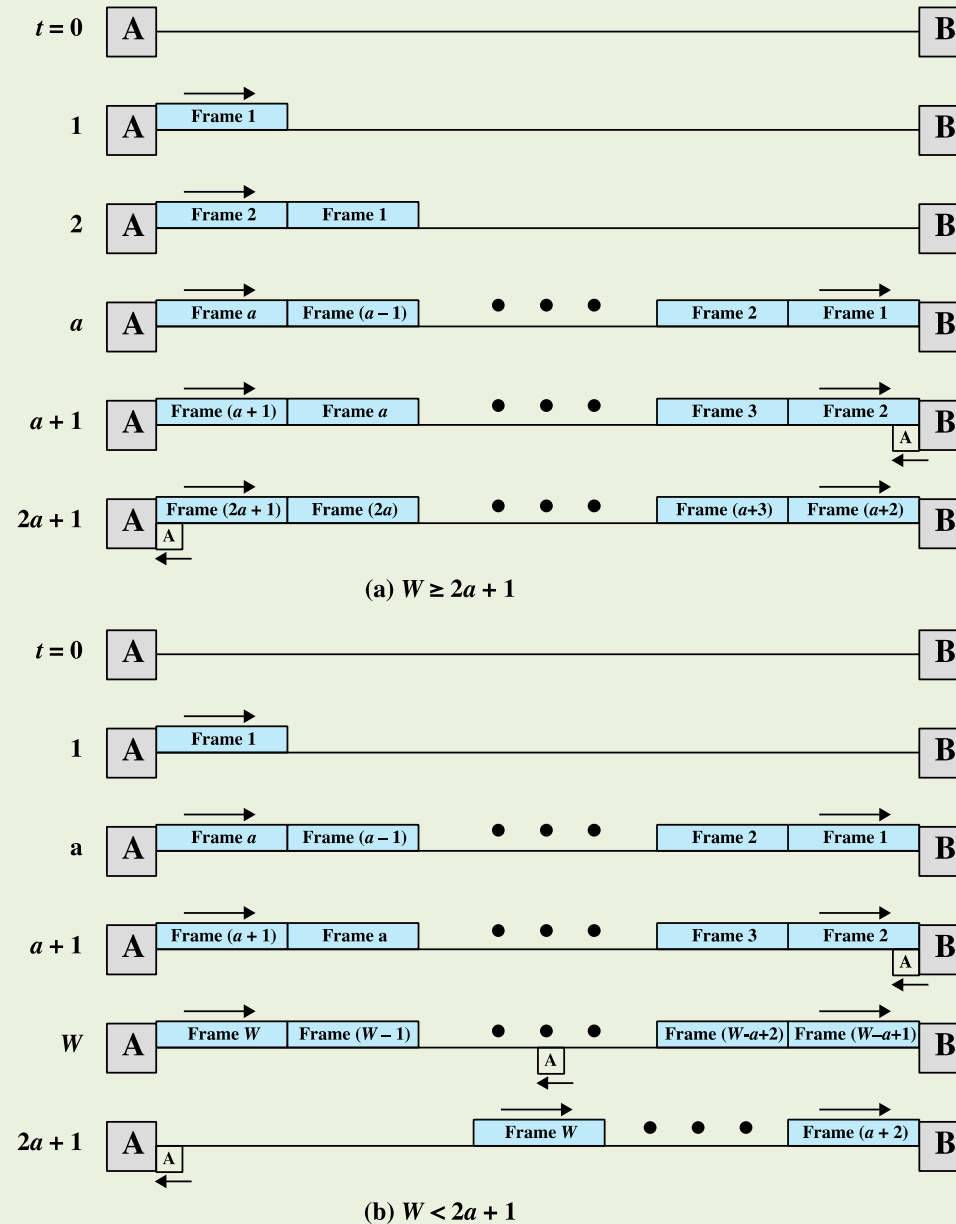 t = 0 A B
1 A Frame 1 B
2 A Frame 2 Frame 1 B
a A Frame a Frame (a – 1) Frame 2 Frame 1 B
a + 1 A Frame (a + 1) Frame a Frame 3 Frame 2 A B
2a + 1 A Frame (2a + 1) Frame (2a) Frame (a+3) Frame (a+2) B
A
(a) W ≥ 2a + 1
t = 0 A B
1 A Frame 1 B
a A Frame a Frame (a – 1) Frame 2 Frame 1 B
a + 1 A Frame (a + 1) Frame a Frame 3 Frame 2 A B
W A Frame W Frame (W – 1) Frame (W-a+2) Frame (W–a+1) B
A
2a + 1 A Frame W Frame (a + 2) B
A
(b) W < 2a + 1